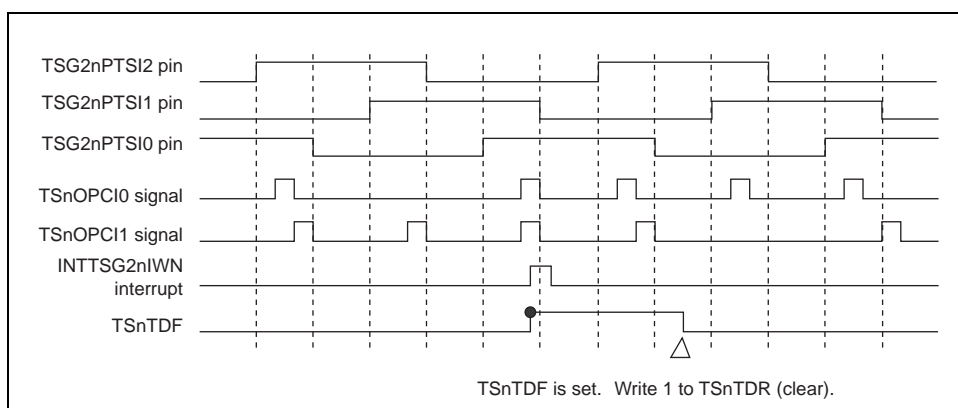 TSG2nPTSI2 pin
TSG2nPTSI1 pin
TSG2nPTSI0 pin
TSnOPCI0 signal
TSnOPCI1 signal
INTTSG2nIWN
interrupt
TSnTDF
TSnTDF is set. Write 1 to TSnTDR (clear).